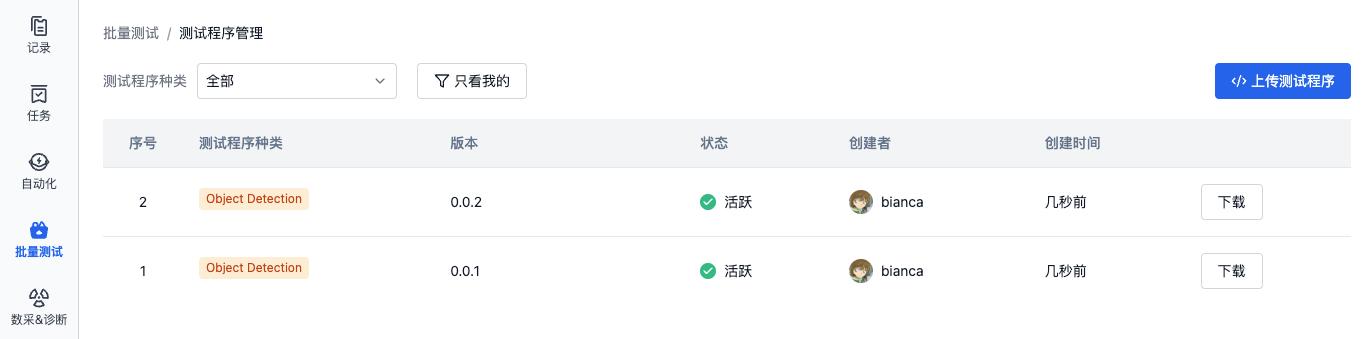 记录
任务
自动化
批量测试
数采&诊断
批量测试 / 测试程序管理
测试程序种类 全部 只看我的 </> 上传测试程序
序号 测试程序种类 版本 状态 创建者 创建时间
2 Object Detection 0.0.2 活跃 bianca 几秒前 下载
1 Object Detection 0.0.1 活跃 bianca 几秒前 下载